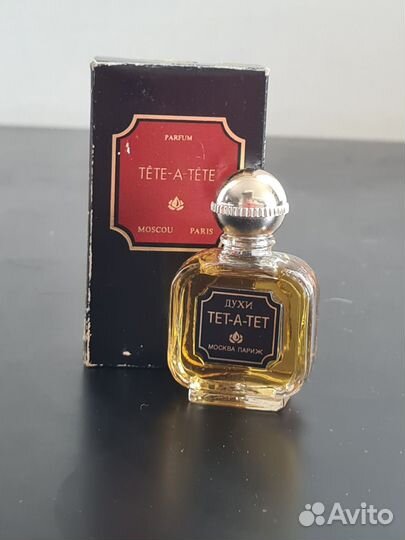 PARFUM
TÊTE-A-TÊTE
MOSCOU PARIS
ДУХИ
ТЕТ-А-ТЕТ
МОСКВА ПАРИЖ
Avito